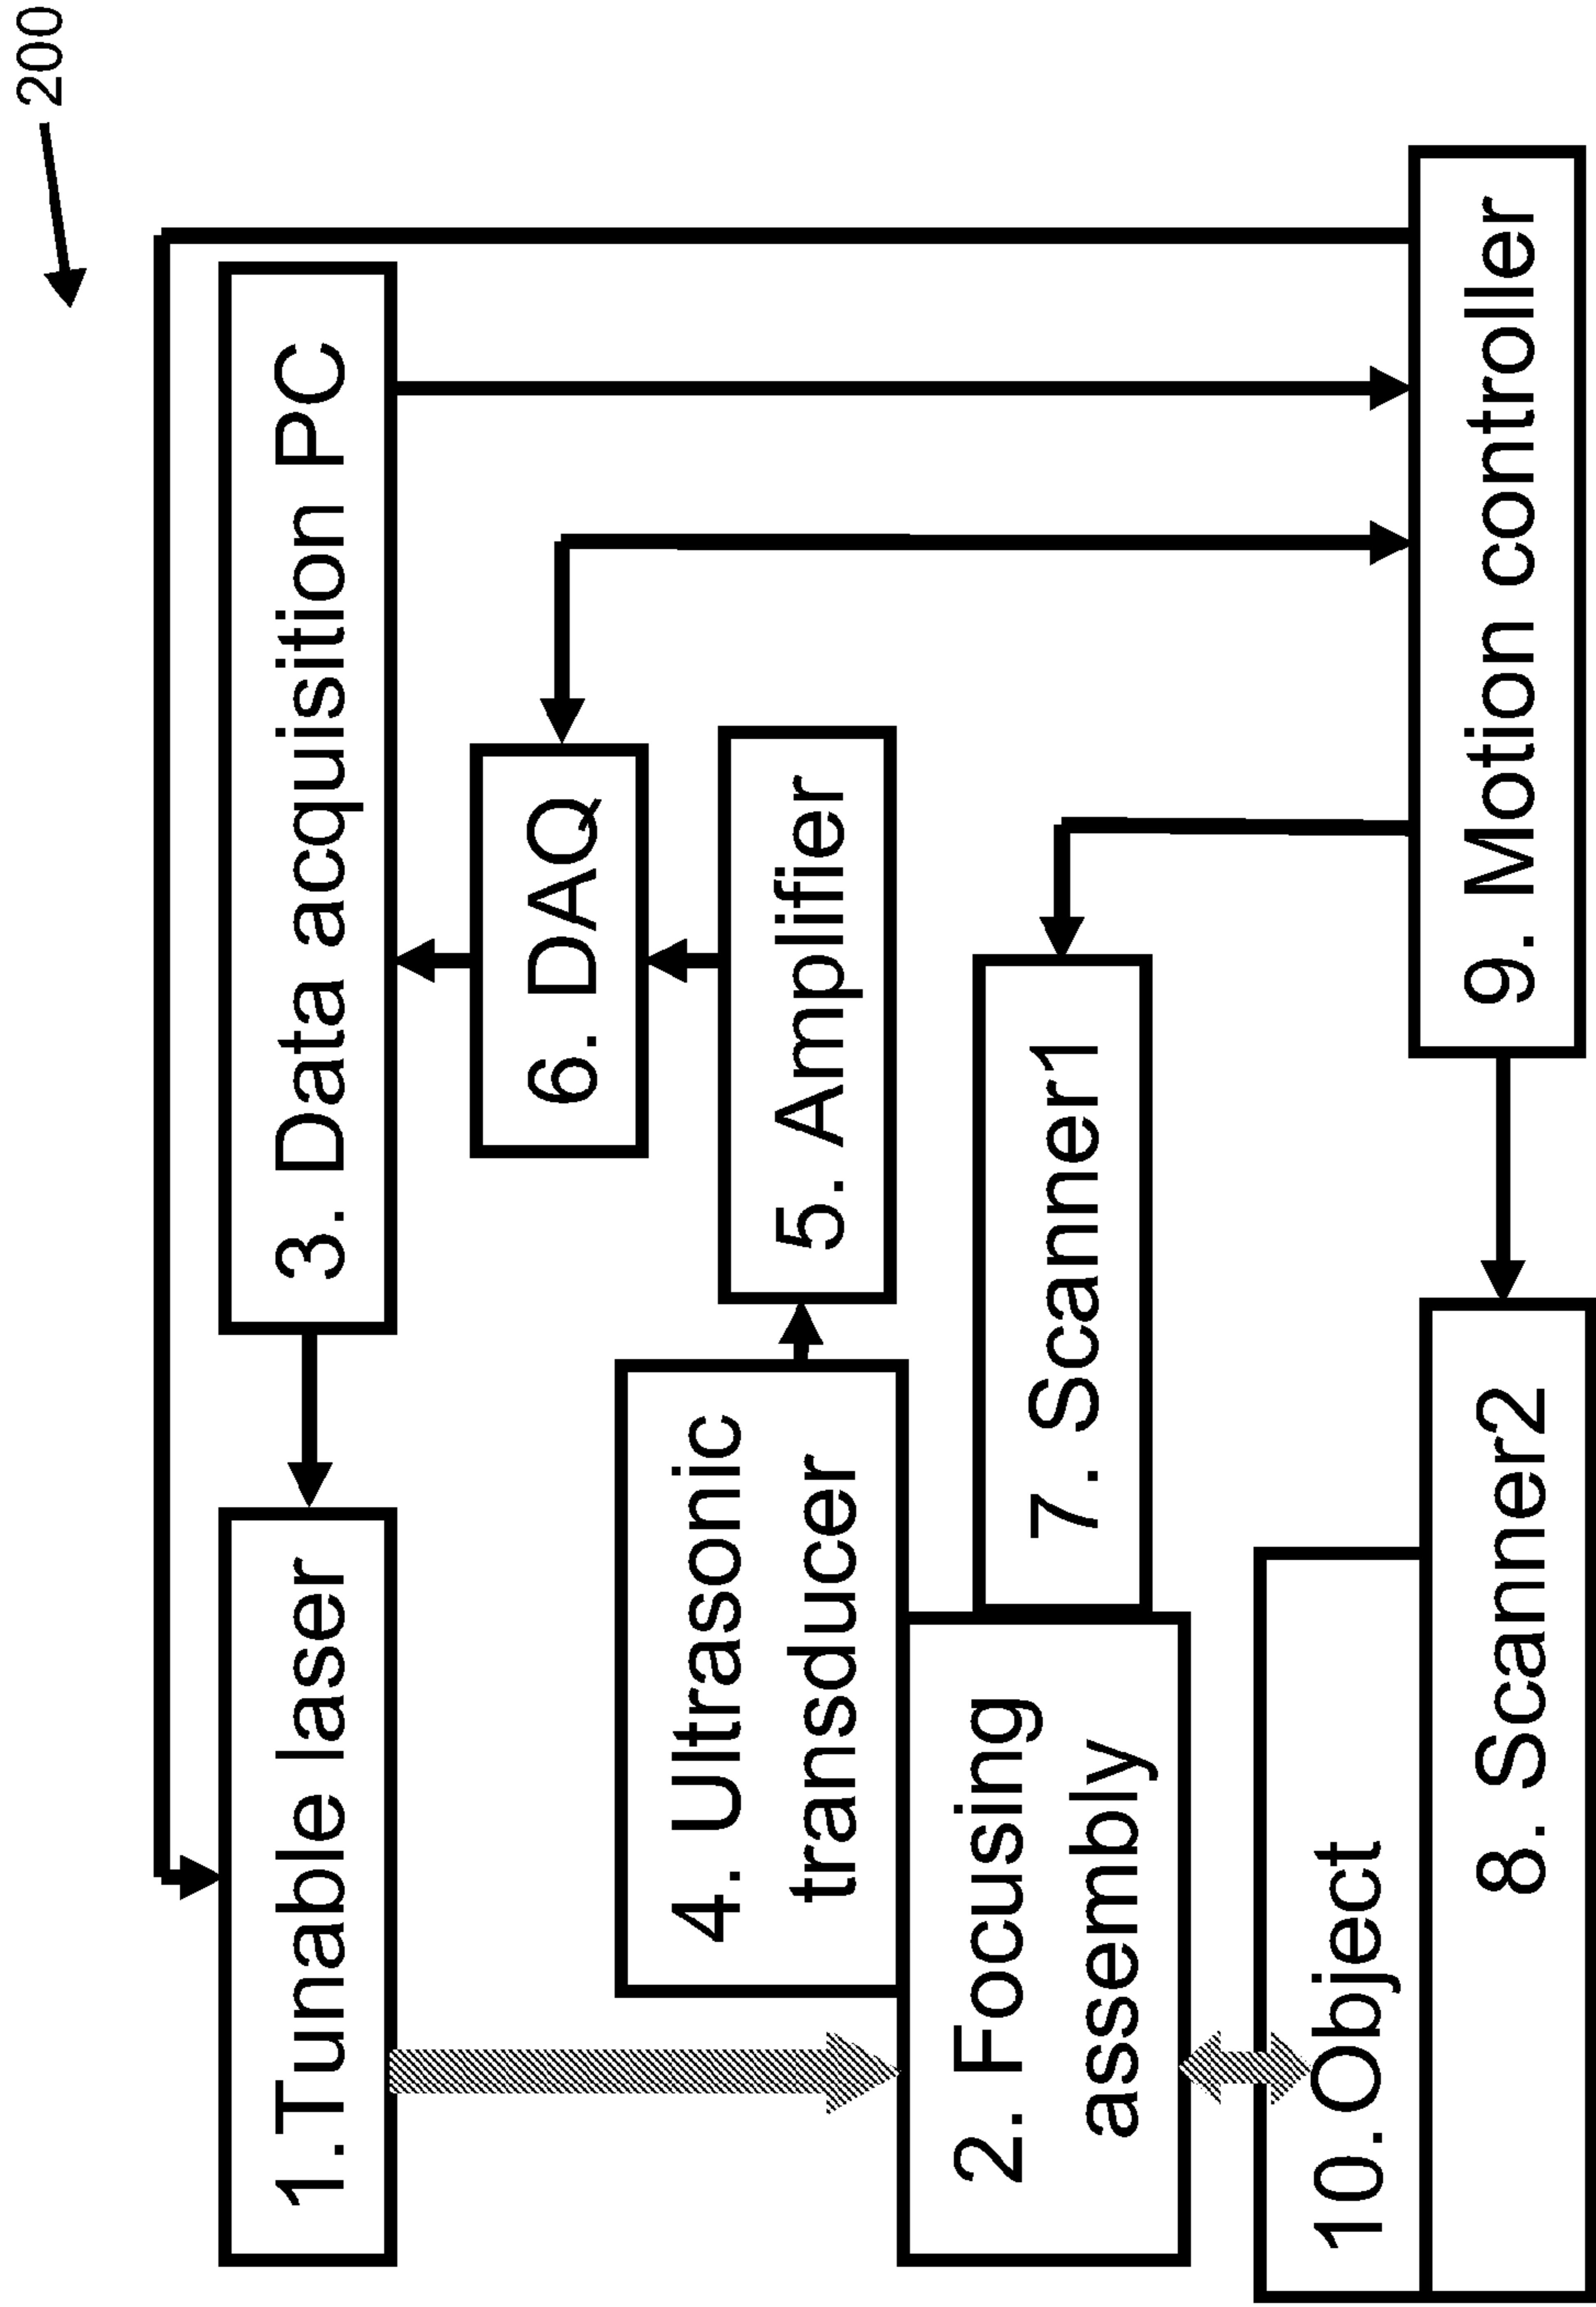 200
1.Tunable laser
3. Data acquisition PC
6. DAQ
4. Ultrasonic
transducer
5. Amplifier
2. Focusing
assembly
7. Scanner1
10. Object
8. Scanner2
9. Motion controller